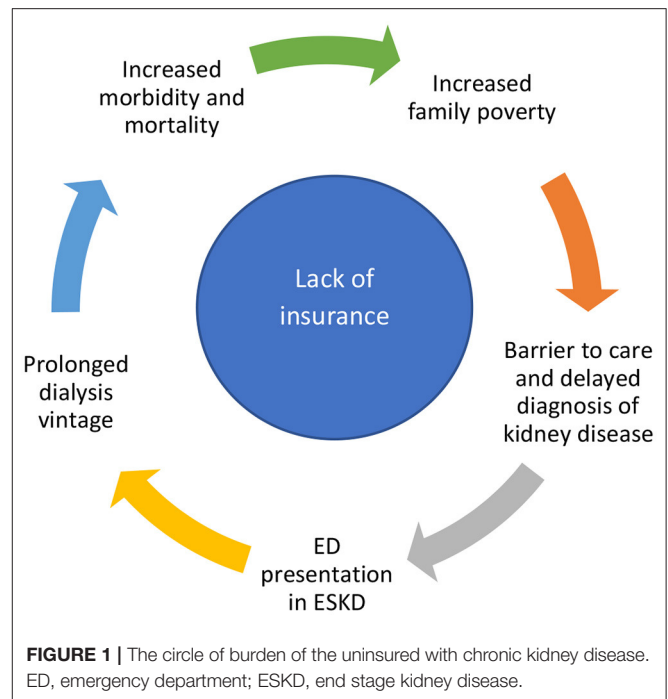 Increased
morbidity and
mortality
Increased
family poverty
Lack of
insurance
Barrier to care
and delayed
diagnosis of
kidney disease
ED
presentation
in ESKD
Prolonged
dialysis
vintage
FIGURE 1 | The circle of burden of the uninsured with chronic kidney disease.
ED, emergency department; ESKD, end stage kidney disease.